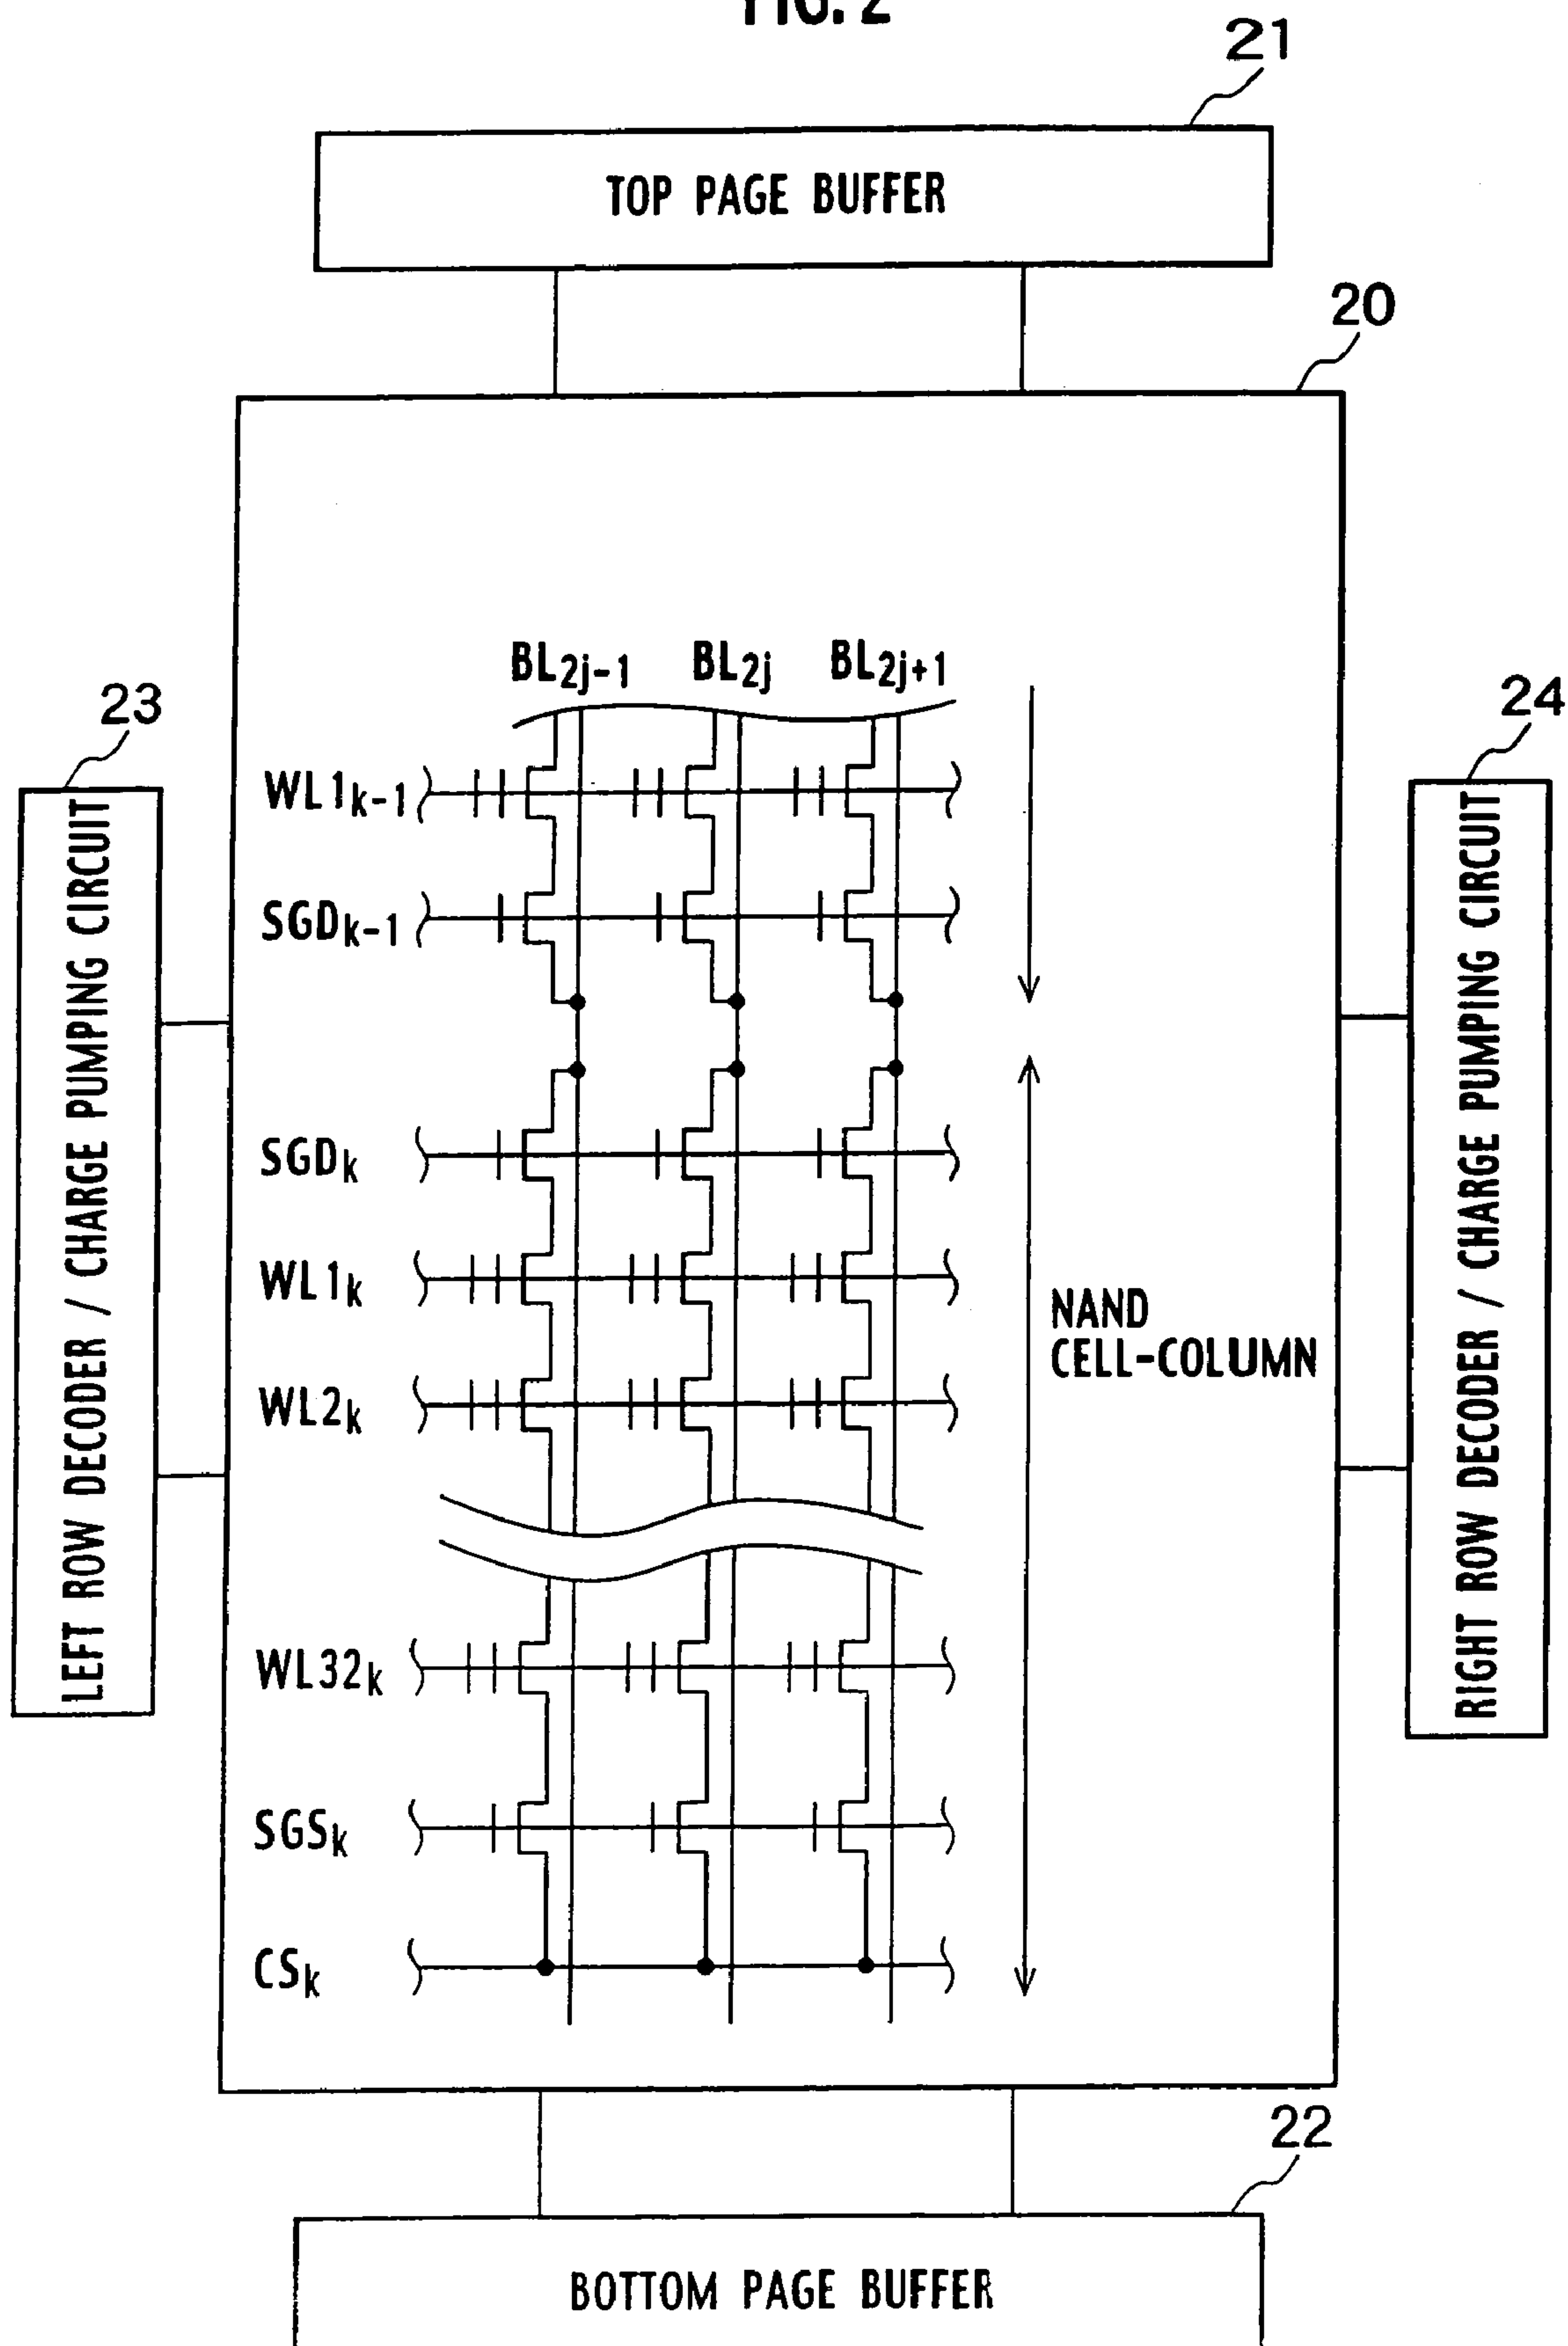 FIG. 2
21
TOP PAGE BUFFER
20
BL2j-1 BL2j BL2j+1
23
24
WL1k-1
SGDk-1
SGDk
WL1k
WL2k
WL32k
SGSk
CSk
NAND
CELL-COLUMN
LEFT ROW DECODER / CHARGE PUMPING CIRCUIT
RIGHT ROW DECODER / CHARGE PUMPING CIRCUIT
22
BOTTOM PAGE BUFFER